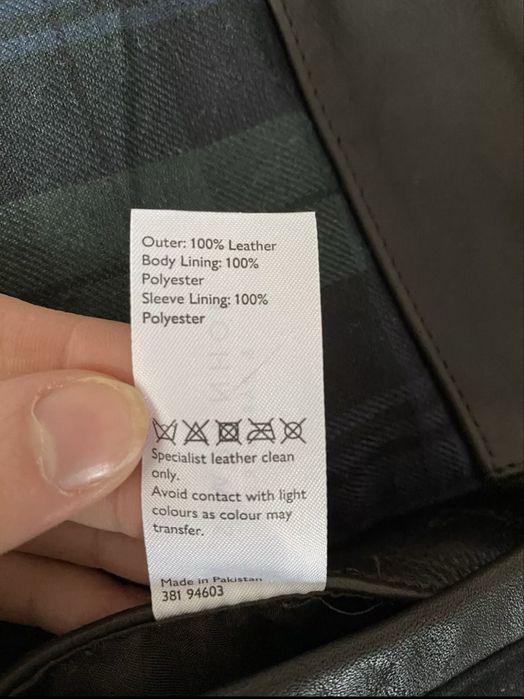 Outer: 100% Leather
Body Lining: 100%
Polyester
Sleeve Lining: 100%
Polyester
Specialist leather clean
only.
Avoid contact with light
colours as colour may
transfer.
Made in Pakistan
381 94603